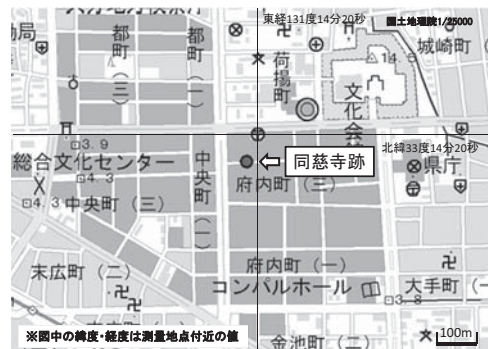 東経131度14分20秒
国土地理院1/25000
都町(三)
都町(一)
荷揚町
城崎町
文化会
北緯33度14分20秒
県庁
3.9
総合文化センター
4.3
中央町(三)
中央町(一)
同慈寺跡
府内町(三)
末広町(二)
府内町(一)
コンパルホール
大手町(一
3.8
金池町(二)
※図中の緯度・経度は測量地点付近の値
100m